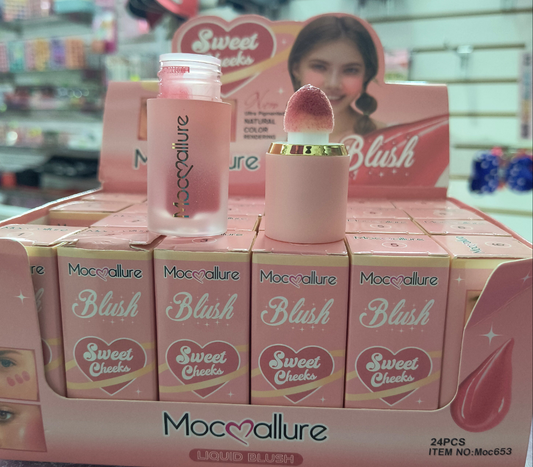 Sweet
Cheeks
Ultra Pigmented
NATURAL
COLOR
RENDERING
Blush
Mocallure
Mocallure
Mocallure
Mocallure
Mocallure
Blush
Blush
Blush
Blush
Sweet
Cheeks
Sweet
Cheeks
Sweet
Cheeks
Sweet
Cheeks
Mocallure
LIQUID BLUSH
24PCS
ITEM NO:Moc653